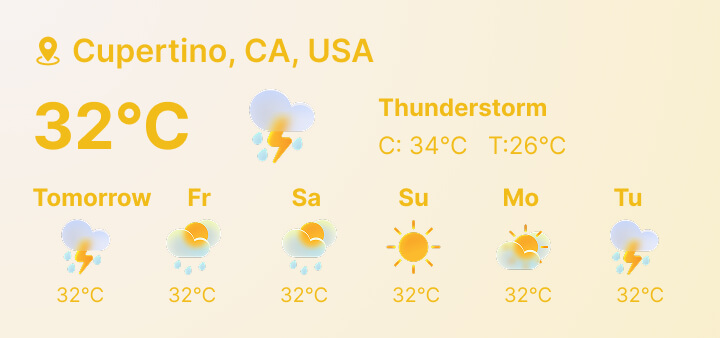 Cupertino, CA, USA
32°C
Thunderstorm
C: 34°C T:26°C
Tomorrow Fr Sa Su Mo Tu
32°C 32°C 32°C 32°C 32°C 32°C